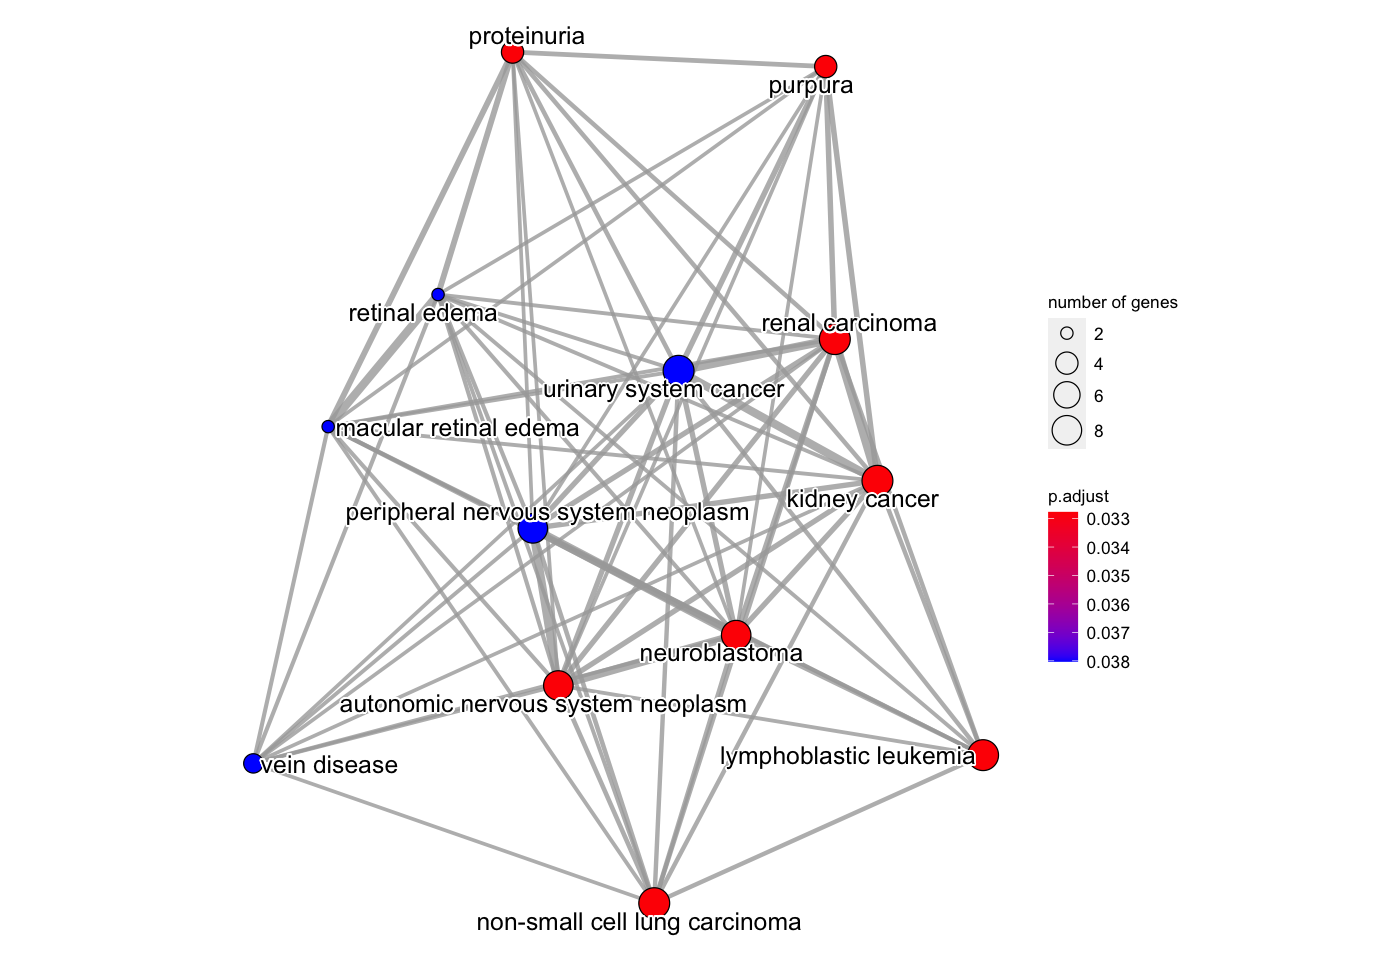 proteinuria
purpura
retinal edema
renal carcinoma
urinary system cancer
macular retinal edema
kidney cancer
peripheral nervous system neoplasm
neuroblastoma
autonomic nervous system neoplasm
lymphoblastic leukemia
vein disease
non-small cell lung carcinoma
number of genes
2
4
6
8
p.adjust
0.033
0.034
0.035
0.036
0.037
0.038